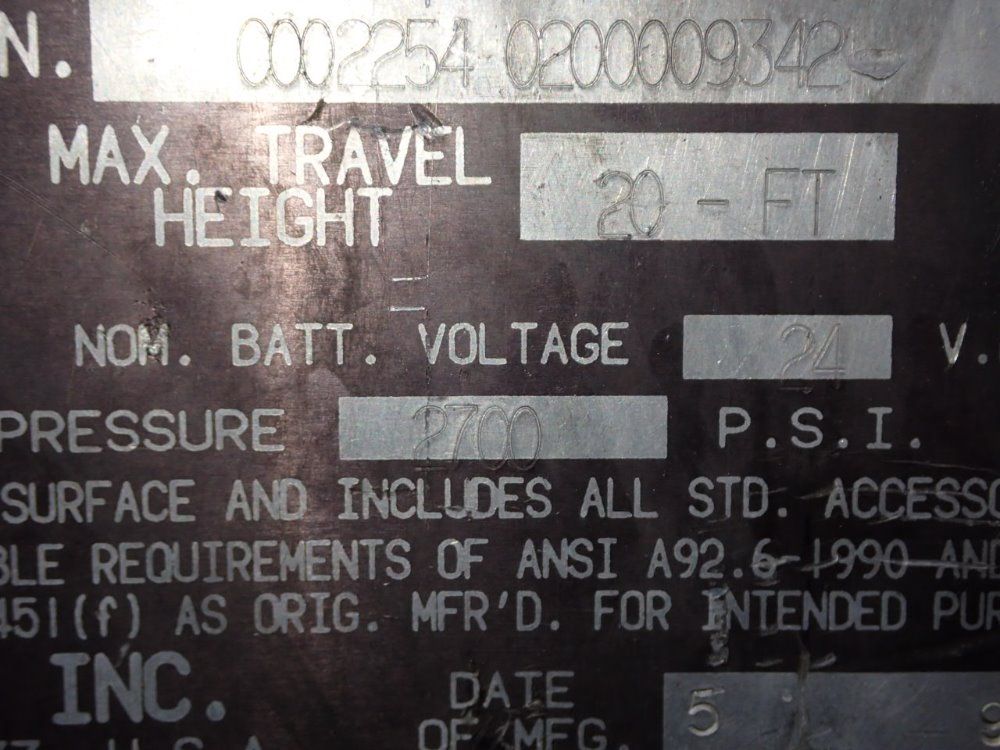 N. 0002254 0200009342
MAX. TRAVEL HEIGHT 20-FT
NOM. BATT. VOLTAGE 24 V.
PRESSURE 2700 P.S.I.
SURFACE AND INCLUDES ALL STD. ACCESSO
BLE REQUIREMENTS OF ANSI A92.6-1990 AND
451(f) AS ORIG. MFR'D. FOR INTENDED PUR
INC.
DATE OF MFG. 5
U.S.A.